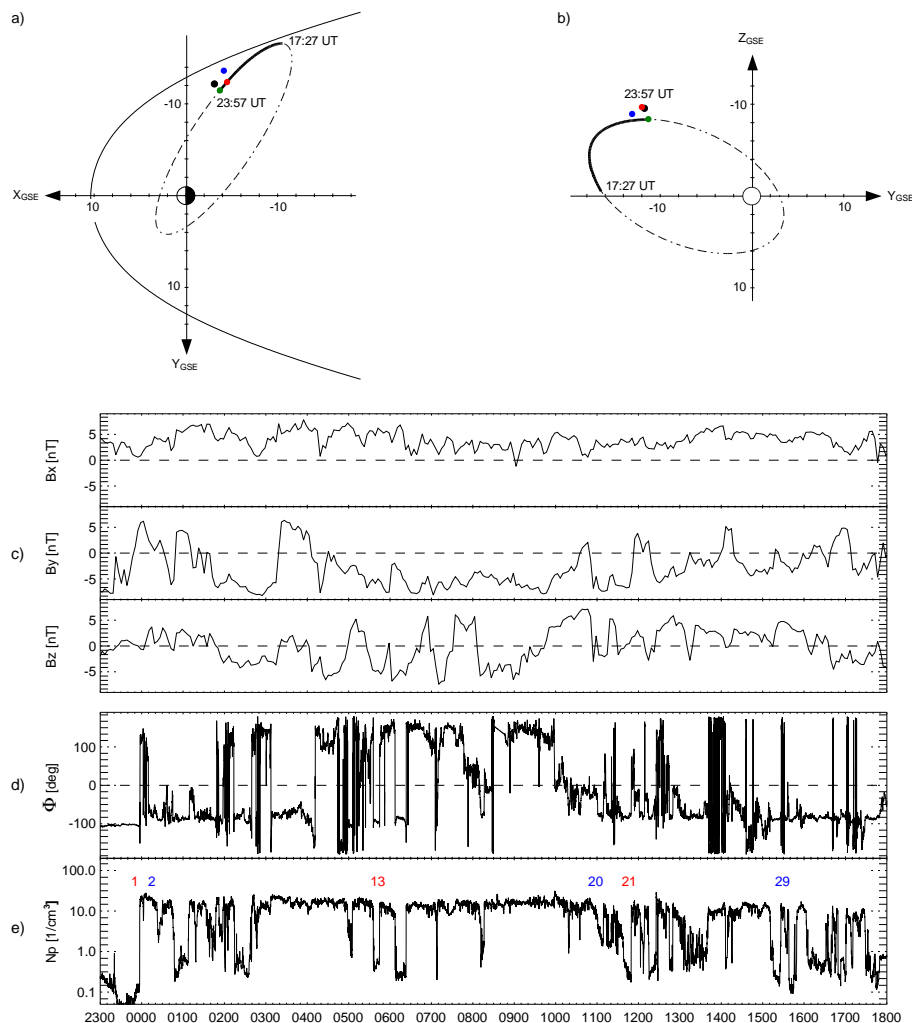 a)
b)
17:27 UT
Z_GSE
-10
23:57 UT
23:57 UT
17:27 UT
X_GSE
10
-10
-10
10
Y_GSE
10
10
Y_GSE
Bx [nT]
5
0
-5
c)
By [nT]
5
0
-5
Bz [nT]
5
0
-5
d)
Φ [deg]
100
0
-100
e)
Np [1/cm³]
100.0
10.0
1.0
0.1
1 2 13 20 21 29
2300 0000 0100 0200 0300 0400 0500 0600 0700 0800 0900 1000 1100 1200 1300 1400 1500 1600 1700 1800